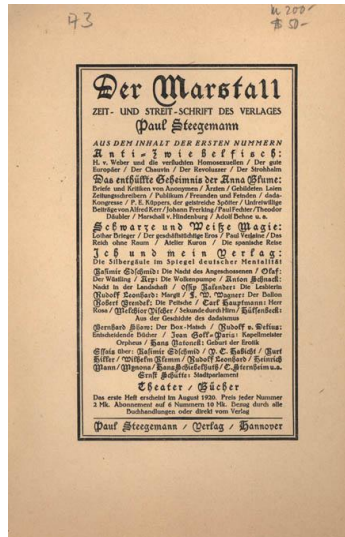 43
M 200-
$ 50-
Der Marstall
ZEIT- UND STREIT-SCHRIFT DES VERLAGES
Paul Steegemann
AUS DEM INHALT DER ERSTEN NUMMERN
Anti-Zwiebelfisch:
H. v. Weber und die verfluchten Homosexuellen / Der gute
Europäer / Der Chauvin / Der Revoluzzer / Der Strohhalm
Das enthüllte Geheimnis der Anna Blume:
Briefe und Kritiken von Anonymen / Ärzten / Gebildeten Laien
Zeitungsschreibern / Publikum / Freunden und Feinden / dada-
Kongresse / P. E. Küppers, der geistreiche Spötter / Unfreiwillige
Beiträge von Alfred Kerr / Johann Frerking / Paul Fechter / Theodor
Däubler / Marschall v. Hindenburg / Adolf Behne u. a.
Schwarze und Weiße Magie:
Lothar Brieger / Der geschäftstüchtige Eros / Paul Verlaine / Das
Reich ohne Raum / Atelier Kuron / Die spanische Reise
Ich und mein Verlag:
Die Silbergäule im Spiegel deutscher Mentalität
Kasimir Edschmid: Die Nacht des Angeschossenen / Olaf:
Der Wüstling / Arp: Die Wolkenpumpe / Anton Schnack:
Nackt in der Landschaft / Ossip Kalenter: Die Lesbierin
Rudolf Leonhard: Margit / F. W. Wagner: Der Ballon
Robert Brendel: Die Peitsche / Carl Hauptmann: Herr
Rosa / Melchior Vischer: Sekunde durch Hirn / Hülsenbeck:
Aus der Geschichte des dadaismus
Bernhard Shaw: Der Box-Match / Rudolf v. Delius:
Entscheidende Bücher / Jean Goll-Paris: Kapellmeister
Orpheus / Hans Natonek: Geburt der Erotik
Essais über: Kasimir Edschmid / V. C. Habicht / Kurt
Hiller / Wilhelm Klemm / Rudolf Leonhard / Heinrich
Mann / Mynona / Hans Schiebelhuth / C. Sternheim u. a.
Ernst Schütte: Stadtparlament
Theater / Bücher
Das erste Heft erscheint im August 1920. Preis jeder Nummer
2 Mk. Abonnement auf 6 Nummern 10 Mk. Bezug durch alle
Buchhandlungen oder direkt vom Verlag
Paul Steegemann / Verlag / Hannover